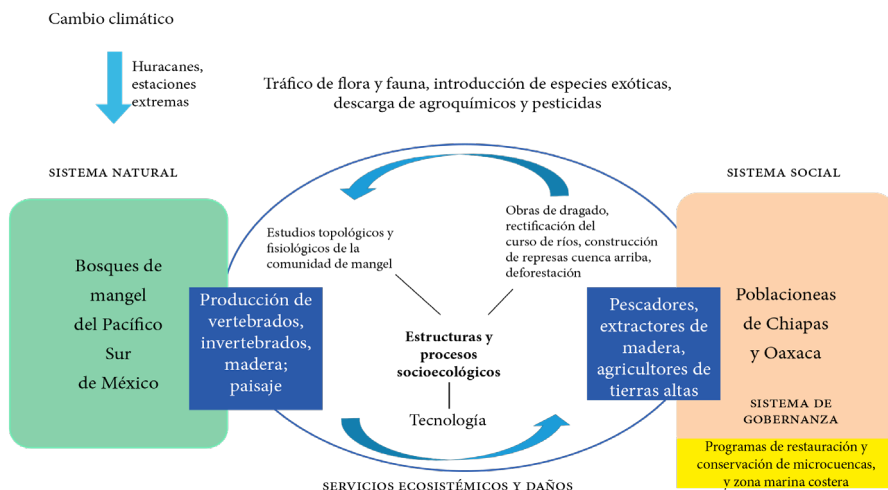 Cambio climático
Huracanes,
estaciones
extremas
Tráfico de flora y fauna, introducción de especies exóticas,
descarga de agroquímicos y pesticidas
SISTEMA NATURAL
SISTEMA SOCIAL
Bosques de
mangel
del Pacífico
Sur
de México
Producción de
vertebrados,
invertebrados,
madera;
paisaje
Estudios topológicos y
fisiológicos de la
comunidad de mangel
Obras de dragado,
rectificación del
curso de ríos, construcción
de represas cuenca arriba,
deforestación
Estructuras y
procesos
socioecológicos
Tecnología
Pescadores,
extractores de
madera,
agricultores de
tierras altas
Poblacioneas
de Chiapas
y Oaxaca
SISTEMA DE
GOBERNANZA
Programas de restauración y
conservación de microcuencas,
y zona marina costera
SERVICIOS ECOSISTÉMICOS Y DAÑOS